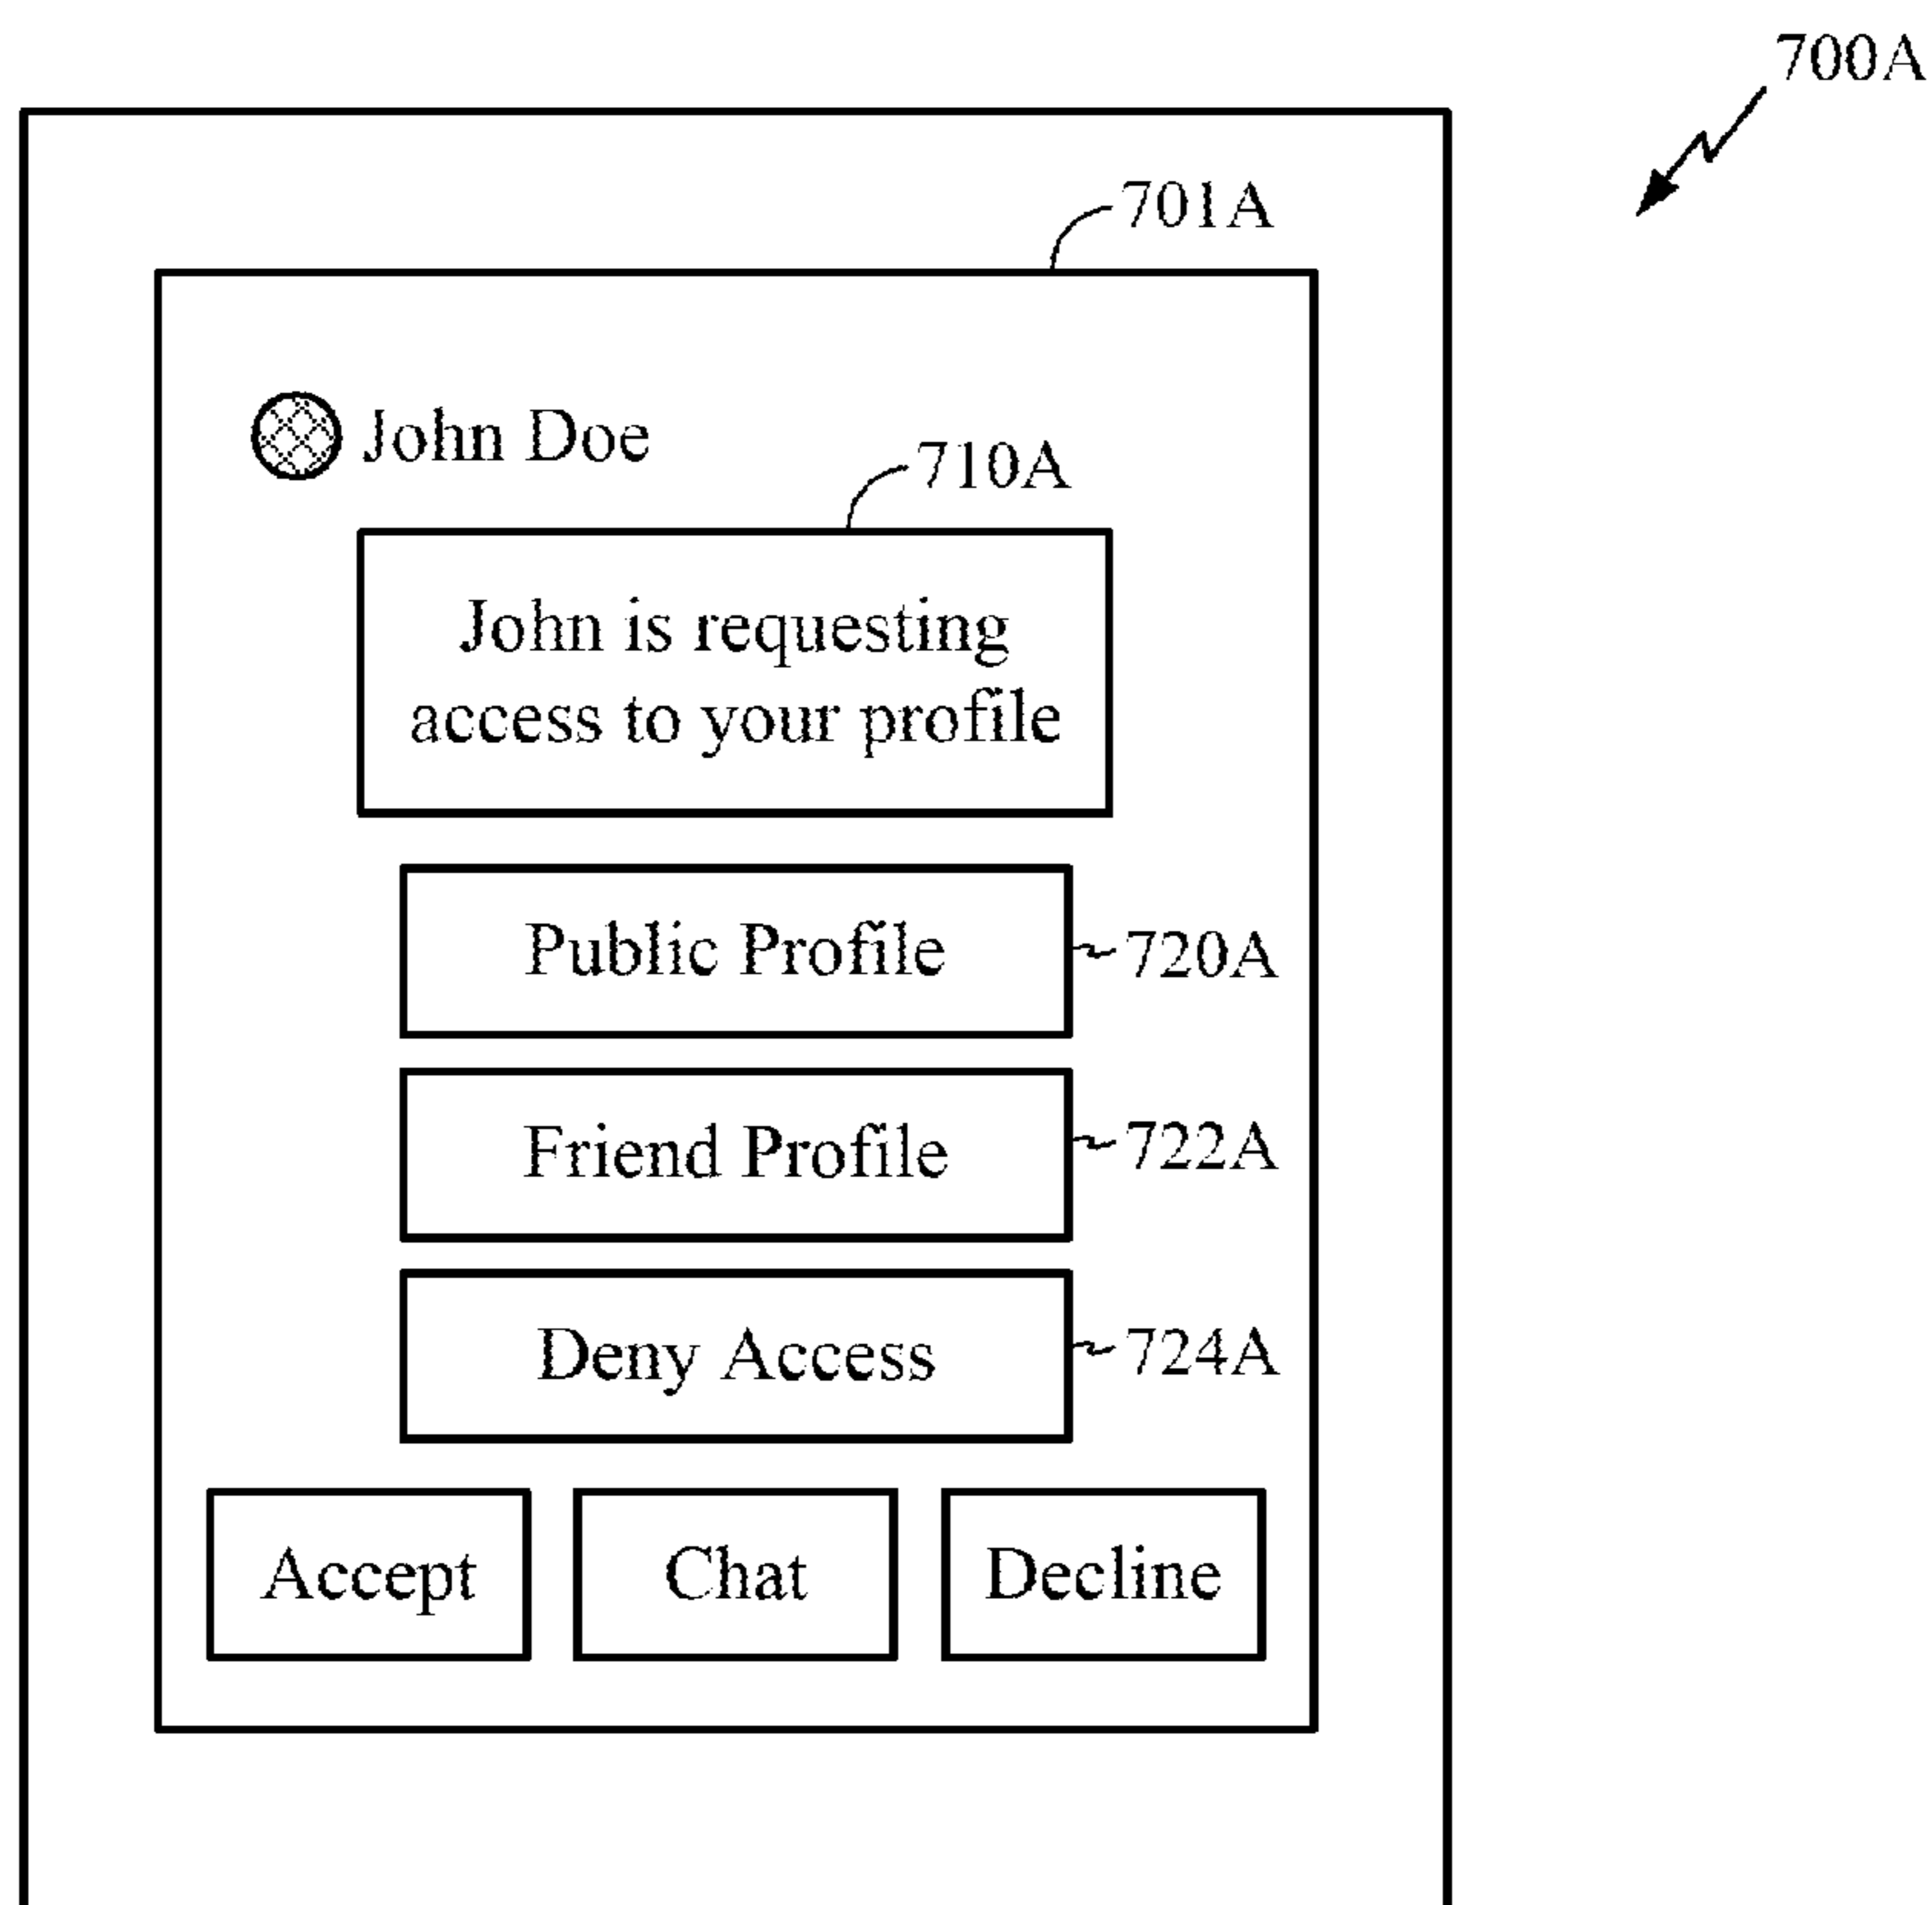 700A
701A
John Doe
710A
John is requesting
access to your profile
Public Profile
720A
Friend Profile
722A
Deny Access
724A
Accept
Chat
Decline